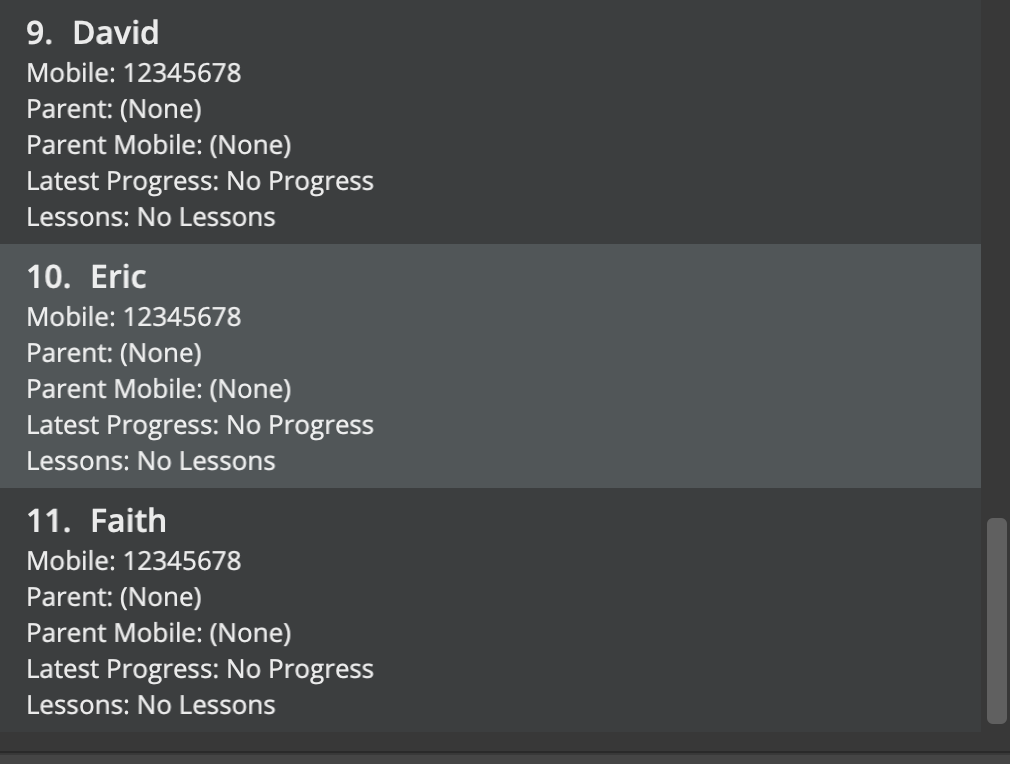 9. David
Mobile: 12345678
Parent: (None)
Parent Mobile: (None)
Latest Progress: No Progress
Lessons: No Lessons
10. Eric
Mobile: 12345678
Parent: (None)
Parent Mobile: (None)
Latest Progress: No Progress
Lessons: No Lessons
11. Faith
Mobile: 12345678
Parent: (None)
Parent Mobile: (None)
Latest Progress: No Progress
Lessons: No Lessons